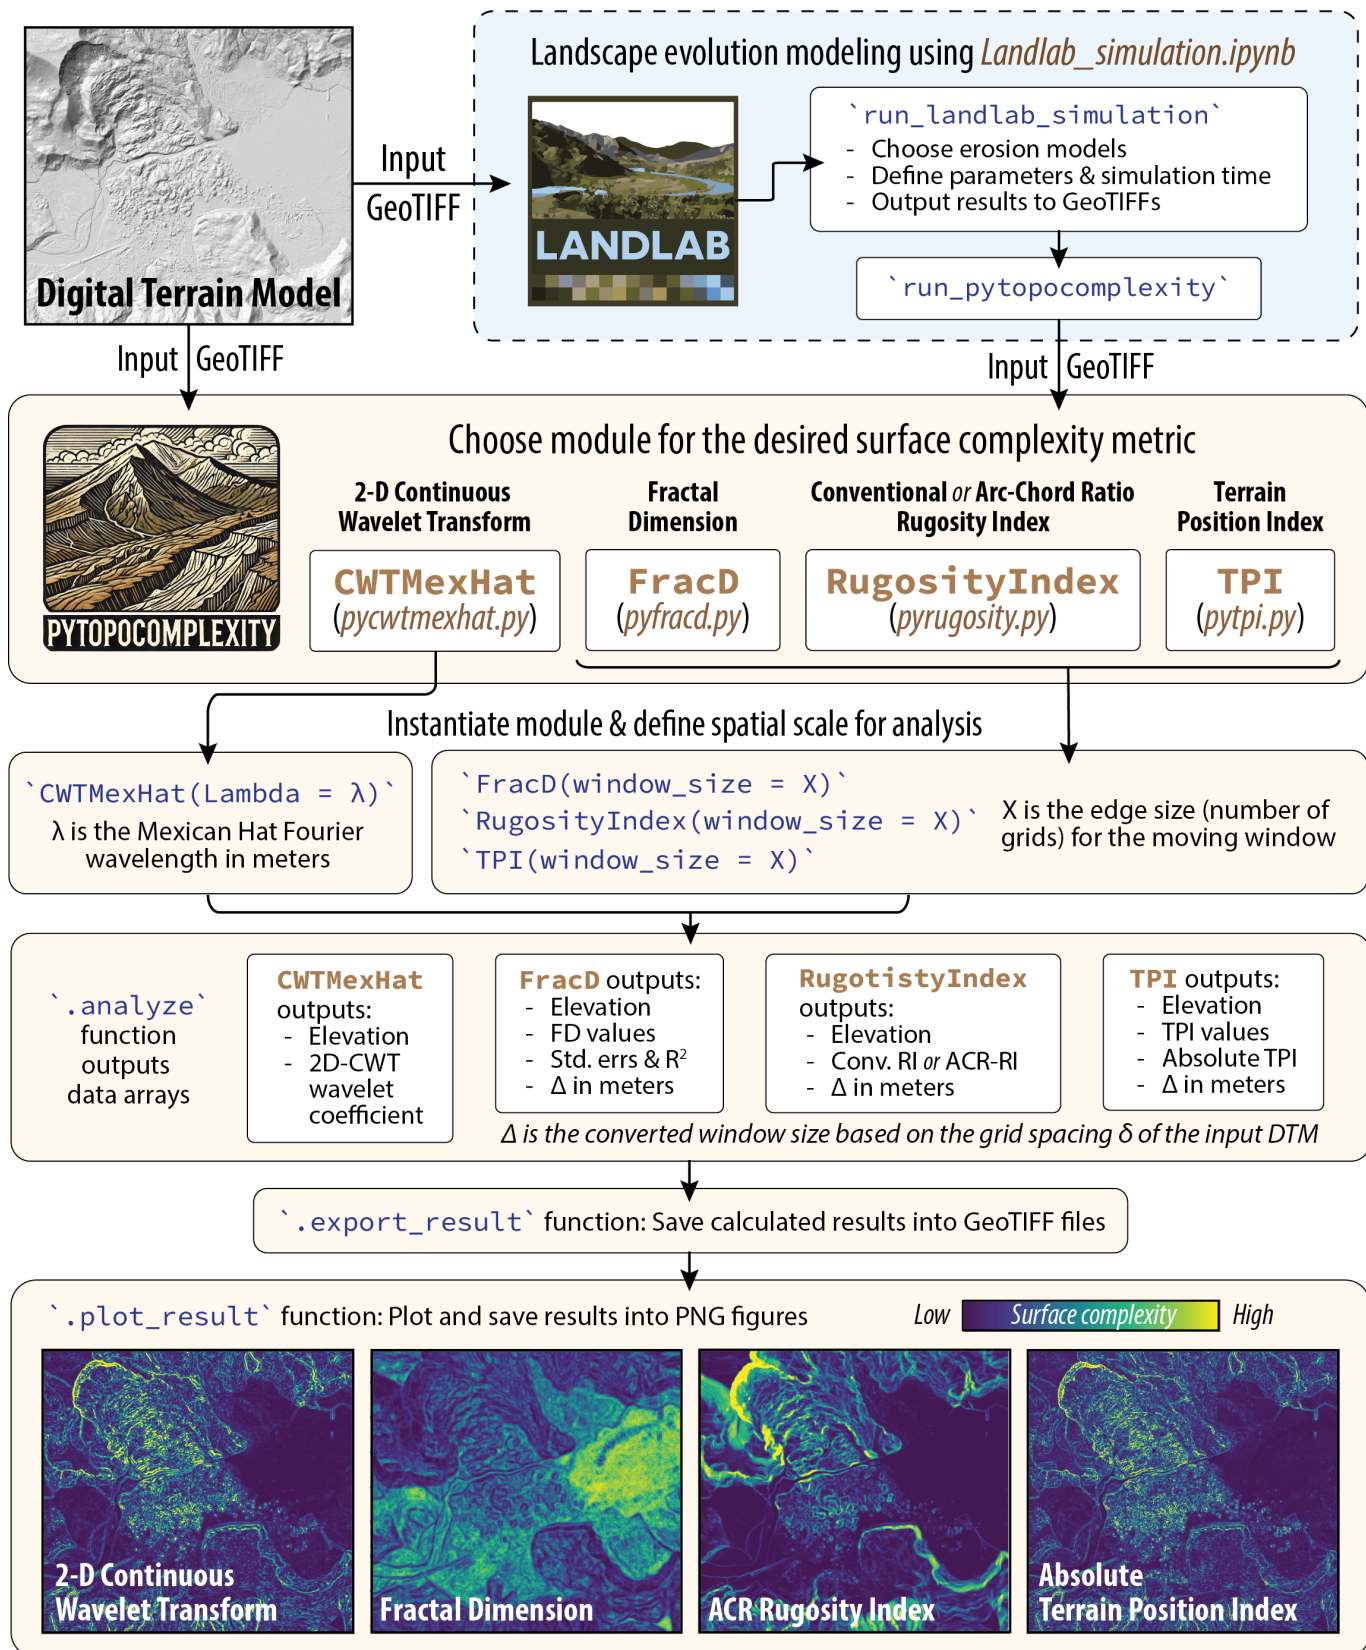 Digital Terrain Model
Input
GeoTIFF
Landscape evolution modeling using Landlab_simulation.ipynb
LANDLAB
`run_landlab_simulation`
- Choose erosion models
- Define parameters & simulation time
- Output results to GeoTIFFs
`run_pytopocomplexity`
Input GeoTIFF
Input GeoTIFF
PYTOPOCOMPLEXITY
Choose module for the desired surface complexity metric
2-D Continuous
Wavelet Transform
CWTMexHat
(pycwtmexhat.py)
Fractal
Dimension
FracD
(pyfracd.py)
Conventional or Arc-Chord Ratio
Rugosity Index
RugosityIndex
(pyrugosity.py)
Terrain
Position Index
TPI
(pytpi.py)
Instantiate module & define spatial scale for analysis
`CWTMexHat(Lambda = λ)`
λ is the Mexican Hat Fourier
wavelength in meters
`FracD(window_size = X)`
`RugosityIndex(window_size = X)`
`TPI(window_size = X)`
X is the edge size (number of
grids) for the moving window
`.analyze`
function
outputs
data arrays
CWTMexHat
outputs:
- Elevation
- 2D-CWT
wavelet
coefficient
FracD outputs:
- Elevation
- FD values
- Std. errs & R²
- Δ in meters
RugotistyIndex
outputs:
- Elevation
- Conv. RI or ACR-RI
- Δ in meters
TPI outputs:
- Elevation
- TPI values
- Absolute TPI
- Δ in meters
Δ is the converted window size based on the grid spacing δ of the input DTM
`.export_result` function: Save calculated results into GeoTIFF files
`.plot_result` function: Plot and save results into PNG figures
Low Surface complexity High
2-D Continuous
Wavelet Transform
Fractal Dimension
ACR Rugosity Index
Absolute
Terrain Position Index